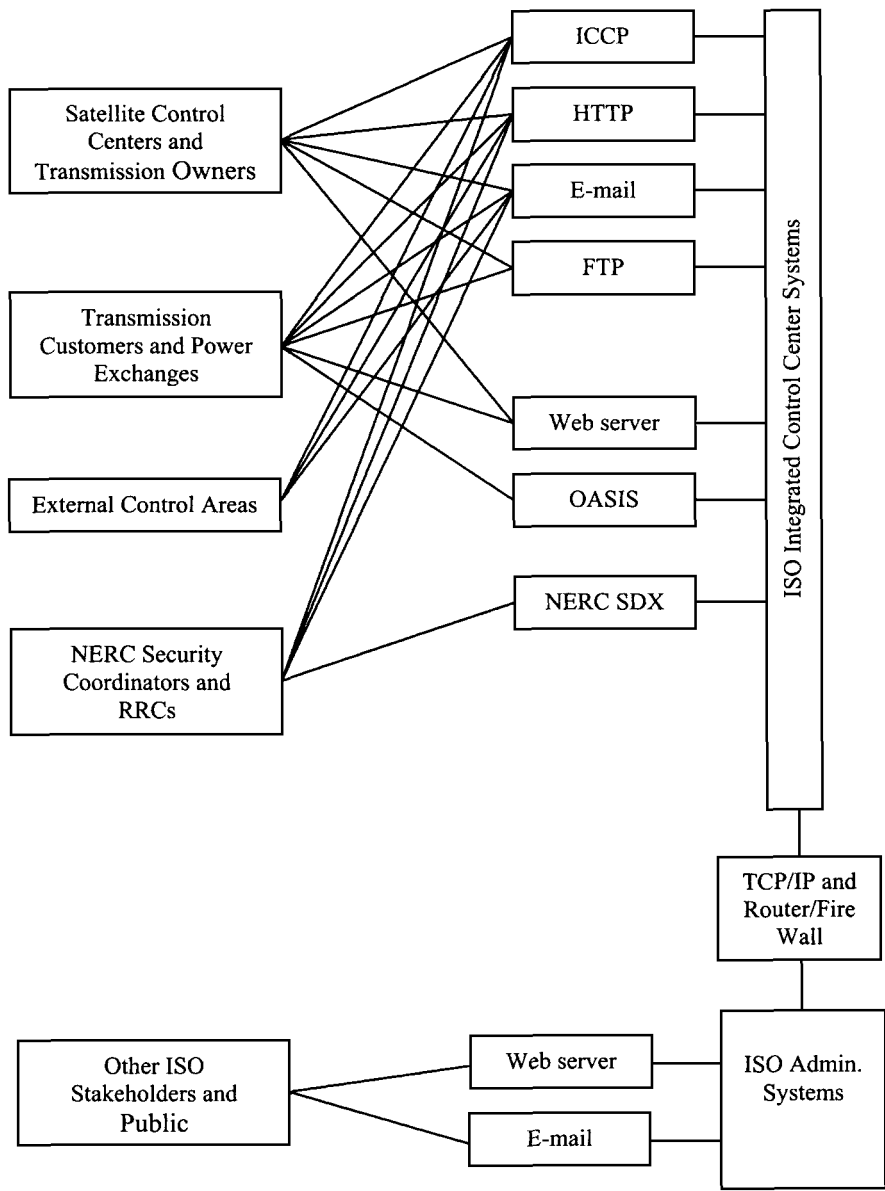 ICCP
HTTP
E-mail
FTP
Web server
OASIS
NERC SDX
Satellite Control
Centers and
Transmission Owners
Transmission
Customers and Power
Exchanges
External Control Areas
NERC Security
Coordinators and
RRCs
ISO Integrated Control Center Systems
TCP/IP and
Router/Fire
Wall
Other ISO
Stakeholders and
Public
Web server
E-mail
ISO Admin.
Systems